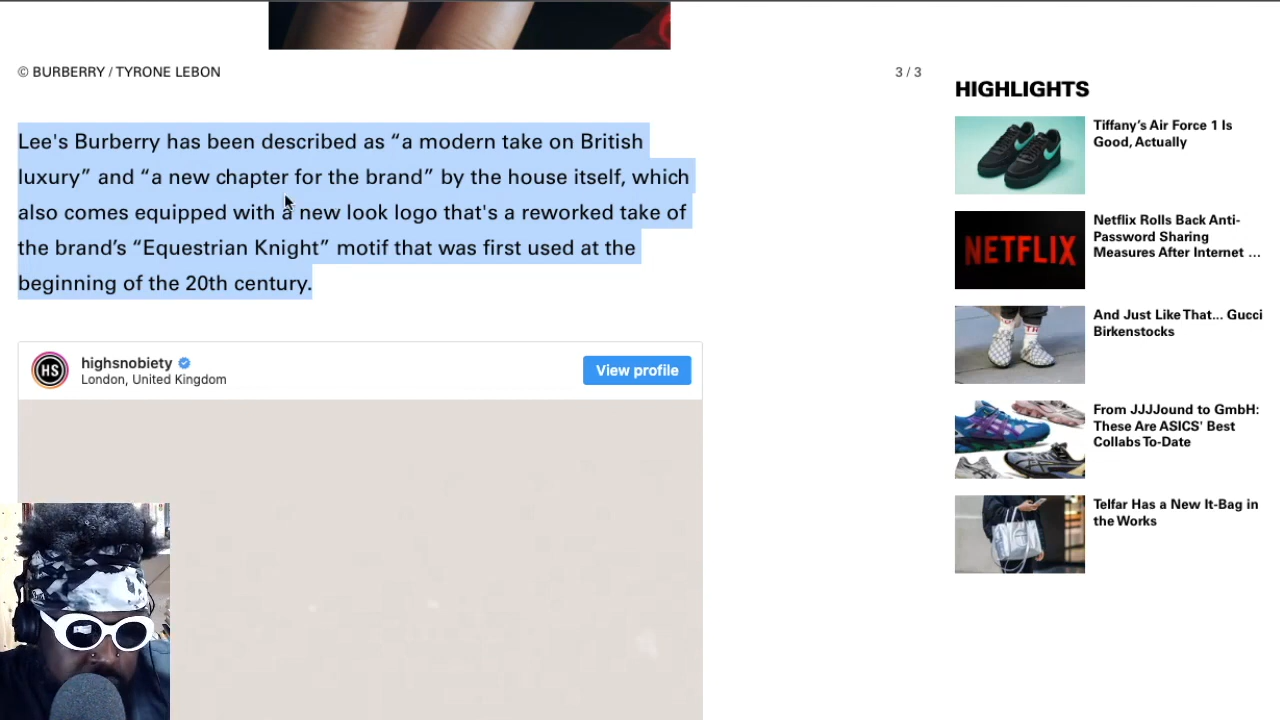 © BURBERRY / TYRONE LEBON
3 / 3
Lee's Burberry has been described as “a modern take on British
luxury” and “a new chapter for the brand” by the house itself, which
also comes equipped with a new look logo that's a reworked take of
the brand’s “Equestrian Knight” motif that was first used at the
beginning of the 20th century.
HS
highsnobiety
London, United Kingdom
View profile
HIGHLIGHTS
Tiffany’s Air Force 1 Is
Good, Actually
NETFLIX
Netflix Rolls Back Anti-
Password Sharing
Measures After Internet ...
And Just Like That... Gucci
Birkenstocks
From JJJJound to GmbH:
These Are ASICS' Best
Collabs To-Date
Telfar Has a New It-Bag in
the Works